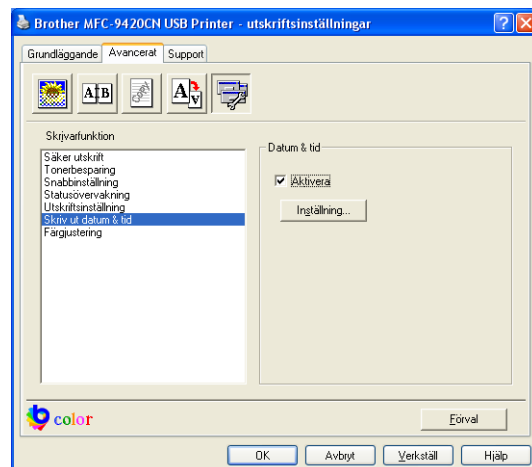 Brother MFC-9420CN USB Printer - utskriftsinställningar
Grundläggande Avancerat Support
A B A V
Skrivarfunktion
Säker utskrift
Tonerbesparing
Snabbinställning
Statusövervakning
Utskriftsinställning
Skriv ut datum & tid
Färgjustering
Datum & tid
Aktivera
Inställning...
color
Förval
OK Avbryt Verkställ Hjälp